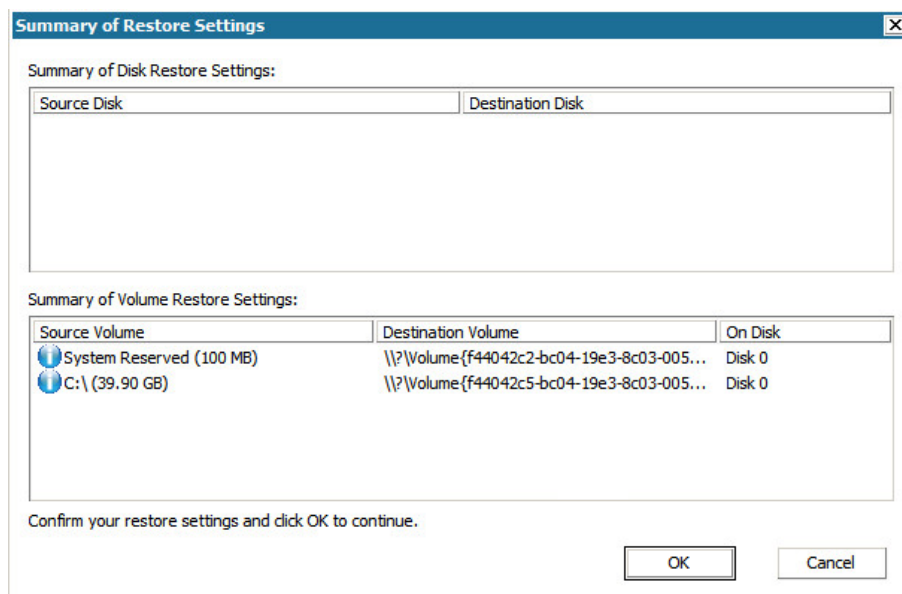 Summary of Restore Settings
Summary of Disk Restore Settings:
Source Disk Destination Disk
Summary of Volume Restore Settings:
Source Volume Destination Volume On Disk
System Reserved (100 MB) \\?\Volume{f44042c2-bc04-19e3-8c03-005... Disk 0
C:\ (39.90 GB) \\?\Volume{f44042c5-bc04-19e3-8c03-005... Disk 0
Confirm your restore settings and click OK to continue.
OK Cancel